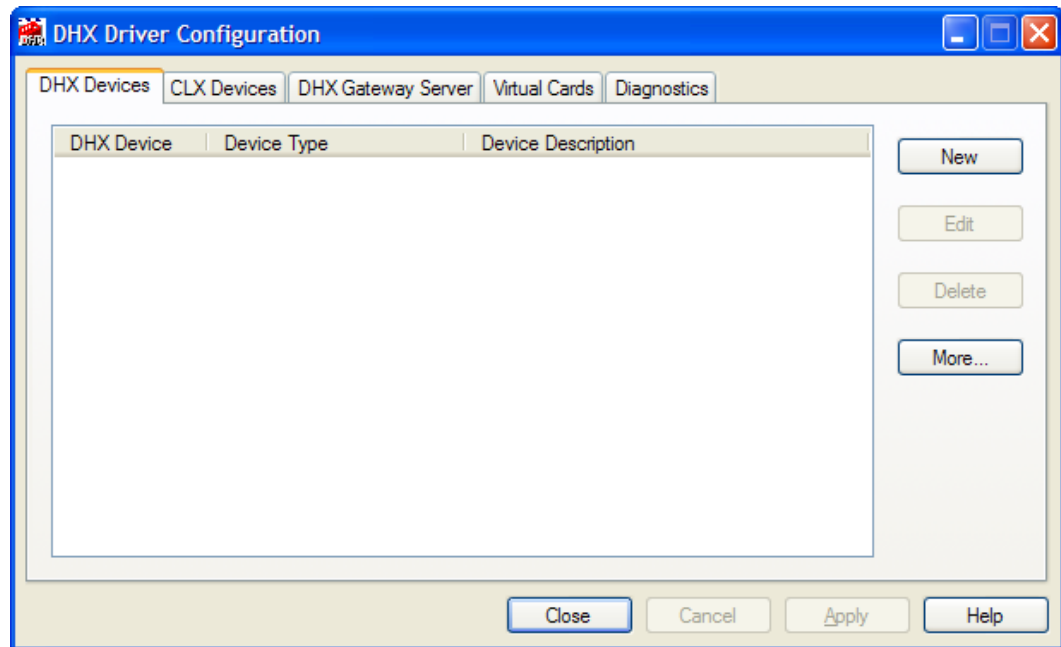 DHX Driver Configuration
DHX Devices CLX Devices DHX Gateway Server Virtual Cards Diagnostics
DHX Device Device Type Device Description
New
Edit
Delete
More...
Close Cancel Apply Help